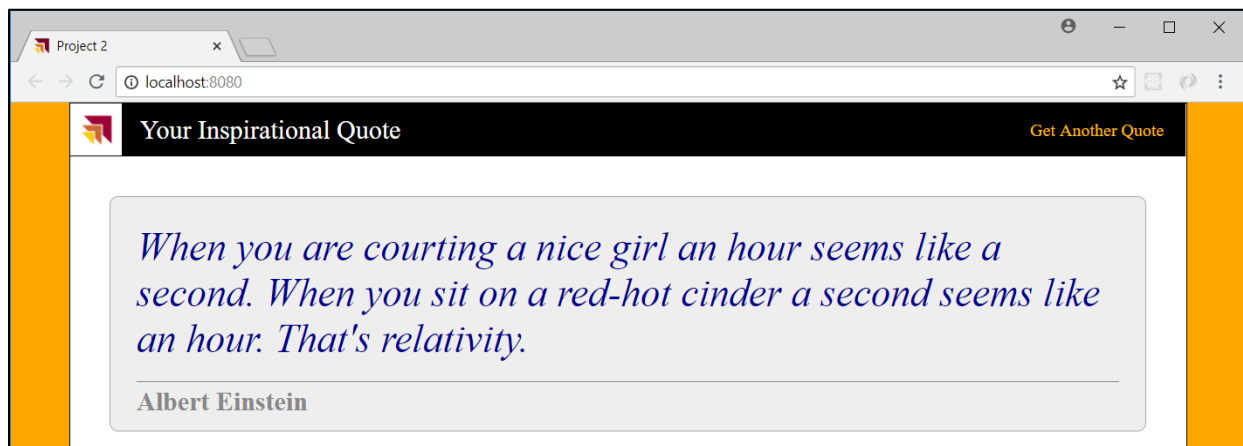 Project 2
localhost:8080
Your Inspirational Quote
Get Another Quote
When you are courting a nice girl an hour seems like a
second. When you sit on a red-hot cinder a second seems like
an hour. That's relativity.
Albert Einstein